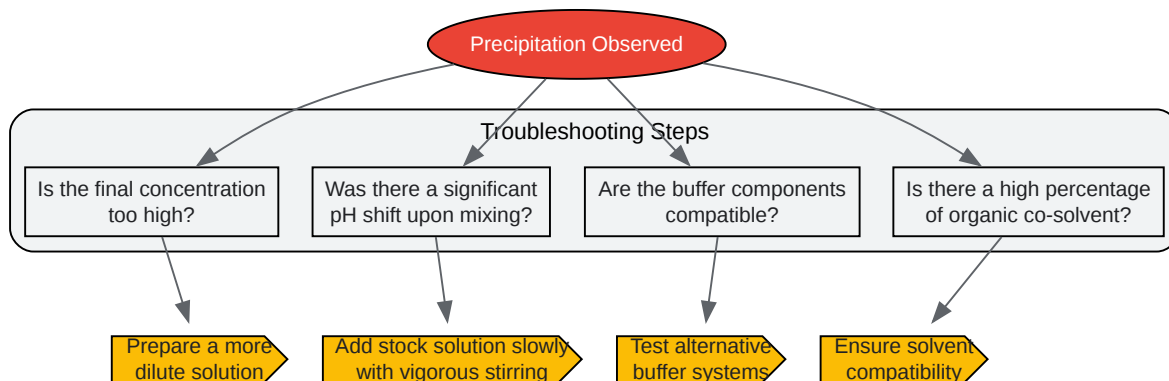 Precipitation Observed
Troubleshooting Steps
Is the final concentration
too high?
Was there a significant
pH shift upon mixing?
Are the buffer components
compatible?
Is there a high percentage
of organic co-solvent?
Prepare a more
dilute solution
Add stock solution slowly
with vigorous stirring
Test alternative
buffer systems
Ensure solvent
compatibility